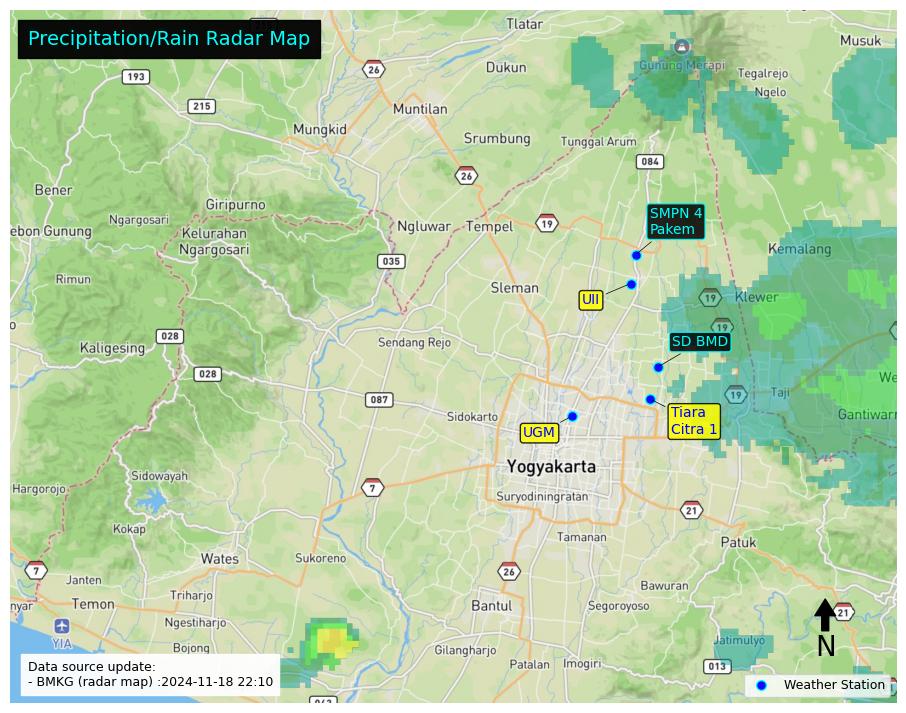 Precipitation/Rain Radar Map
Tlatar
Musuk
26
Dukun
Gunung Merapi
Tegalrejo
193
Ngelo
215
Muntilan
Mungkid
Srumbung
Tunggal Arum
084
26
Bener
Giripurno
SMPN 4
Pakem
Ngargosari
Ngluwar
Tempel
19
ebon Gunung
Kelurahan
Ngargosari
Kemalang
035
Rimun
Sleman
UII
19
Klewer
19
028
Sendang Rejo
SD BMD
Kaligesing
028
We
087
19
Taji
Sidokarto
Tiara
Citra 1
Gantiwarn
UGM
Yogyakarta
Sidowayah
Hargorojo
7
Suryodiningratan
21
Kokap
Tamanan
Patuk
Wates
Sukoreno
7
26
Janten
Bawuran
nyar
Temon
Triharjo
Bantul
Segoroyoso
21
Ngestiharjo
YIA
Bojong
Gilangharjo
Jatimulyo
N
Patalan
Imogiri
013
Data source update:
- BMKG (radar map) :2024-11-18 22:10
Weather Station